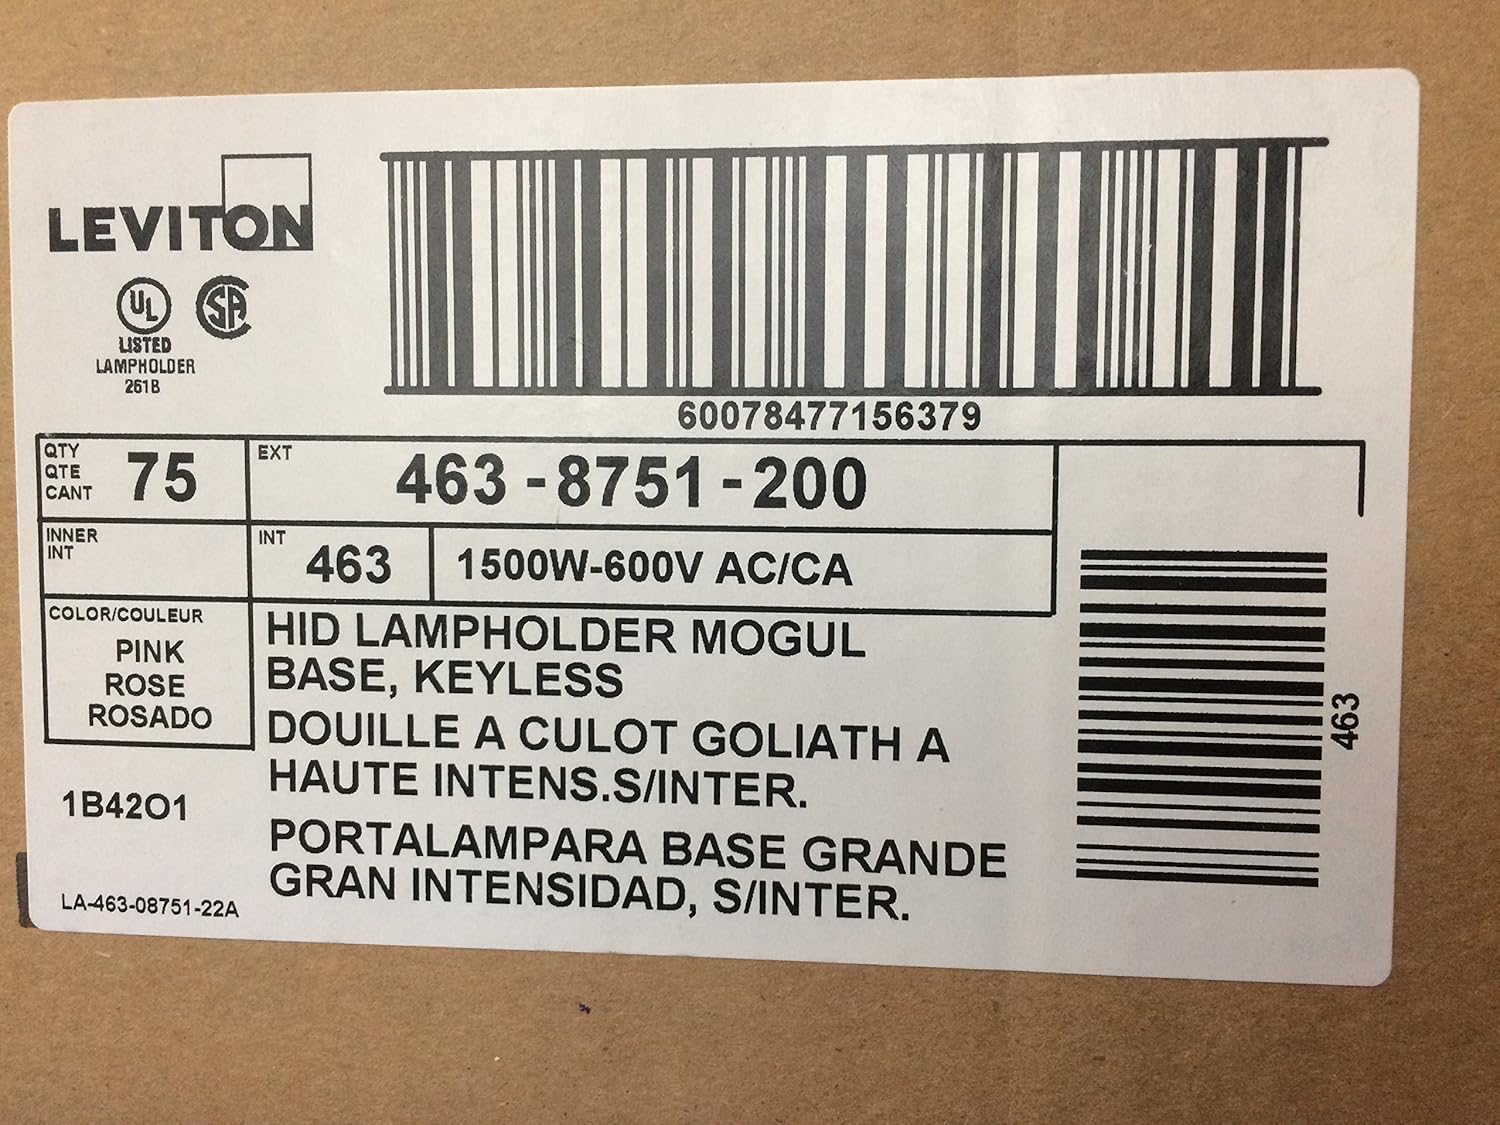 LEVITON
UL
SA
LISTED
LAMPHOLDER
261B
60078477156379
QTY
QTE
CANT
75
EXT
463-8751-200
INNER
INT
INT
463
1500W-600V AC/CA
COLOR/COULEUR
PINK
ROSE
ROSADO
HID LAMPHOLDER MOGUL
BASE, KEYLESS
DOUILLE A CULOT GOLIATH A
HAUTE INTENS.S/INTER.
PORTALAMPARA BASE GRANDE
GRAN INTENSIDAD, S/INTER.
463
1B42O1
LA-463-08751-22A